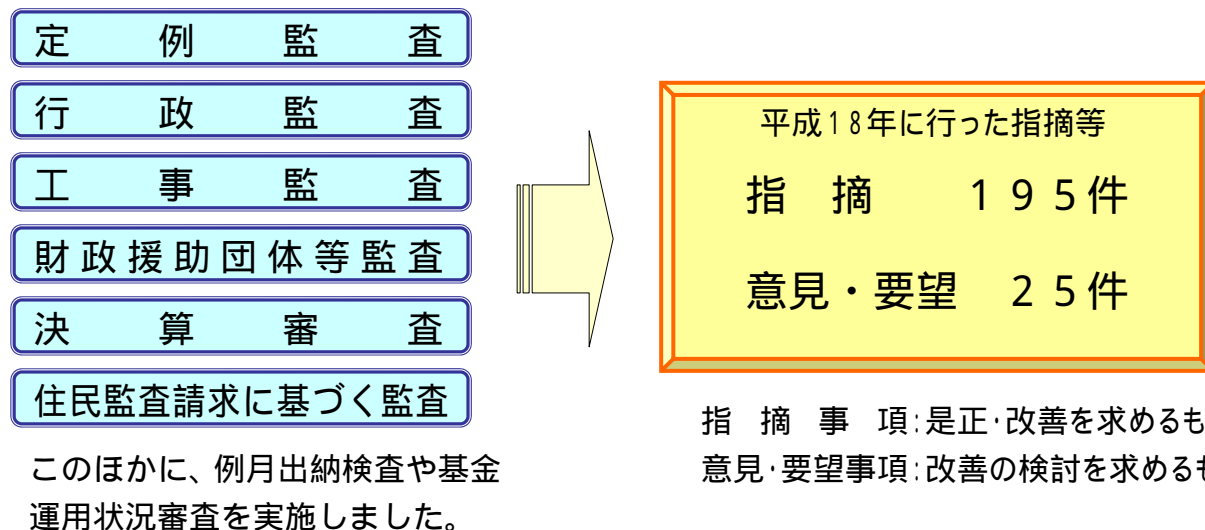 定例監査
行政監査
工事監査
財政援助団体等監査
決算審査
住民監査請求に基づく監査
このほかに、例月出納検査や基金
運用状況審査を実施しました。
平成18年に行った指摘等
指摘 195件
意見・要望 25件
指摘事項:是正・改善を求めるも
意見・要望事項:改善の検討を求める